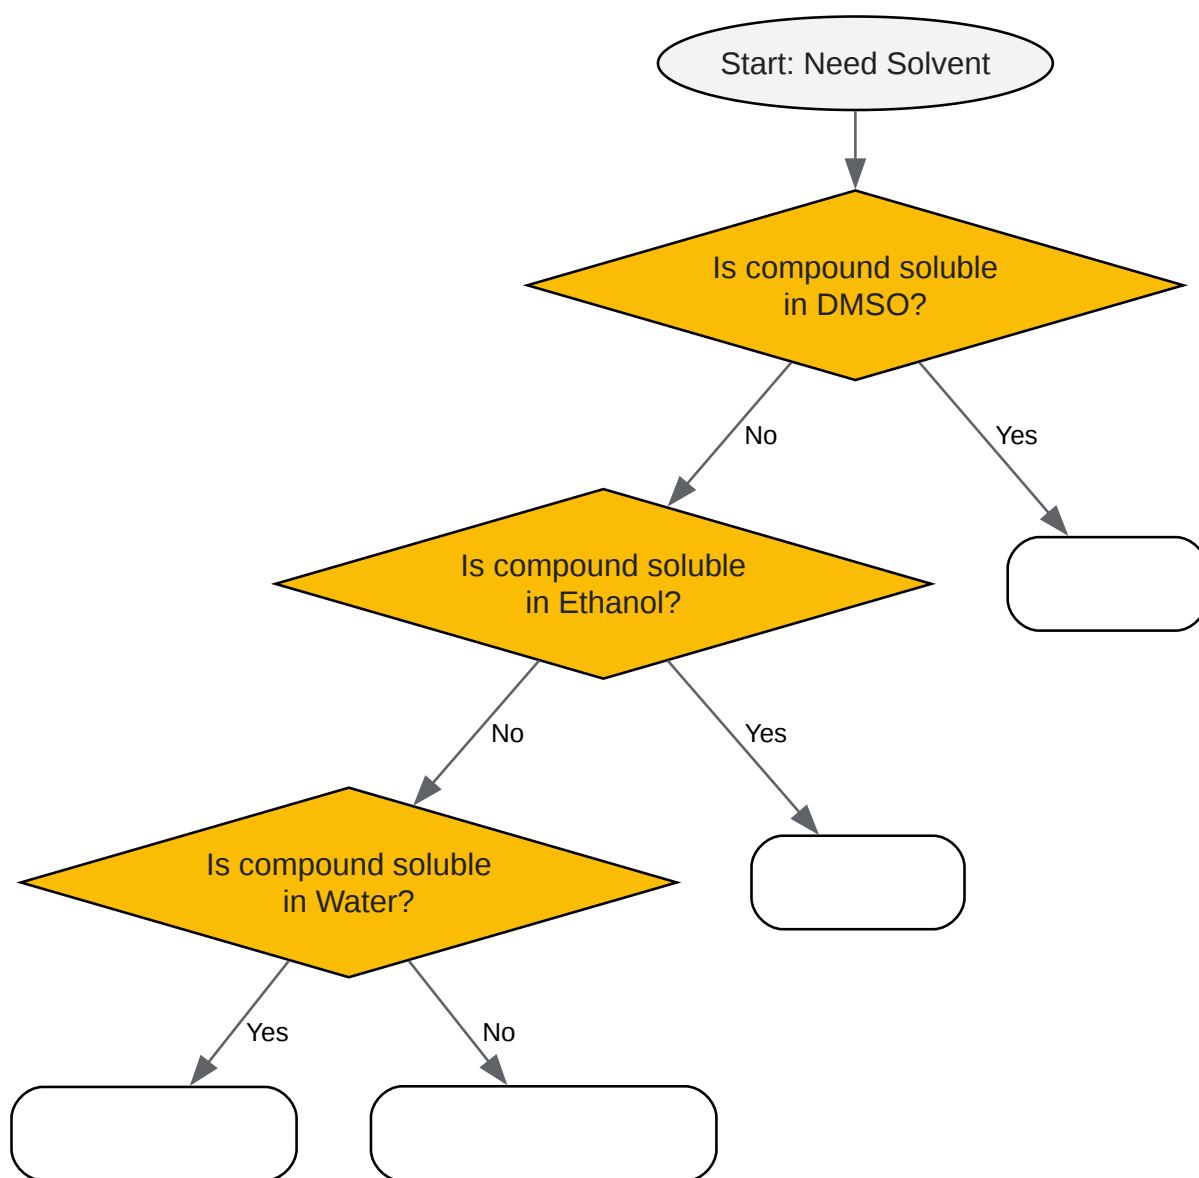 Start: Need Solvent
Is compound soluble
in DMSO?
No
Yes
Is compound soluble
in Ethanol?
No
Yes
Is compound soluble
in Water?
Yes
No